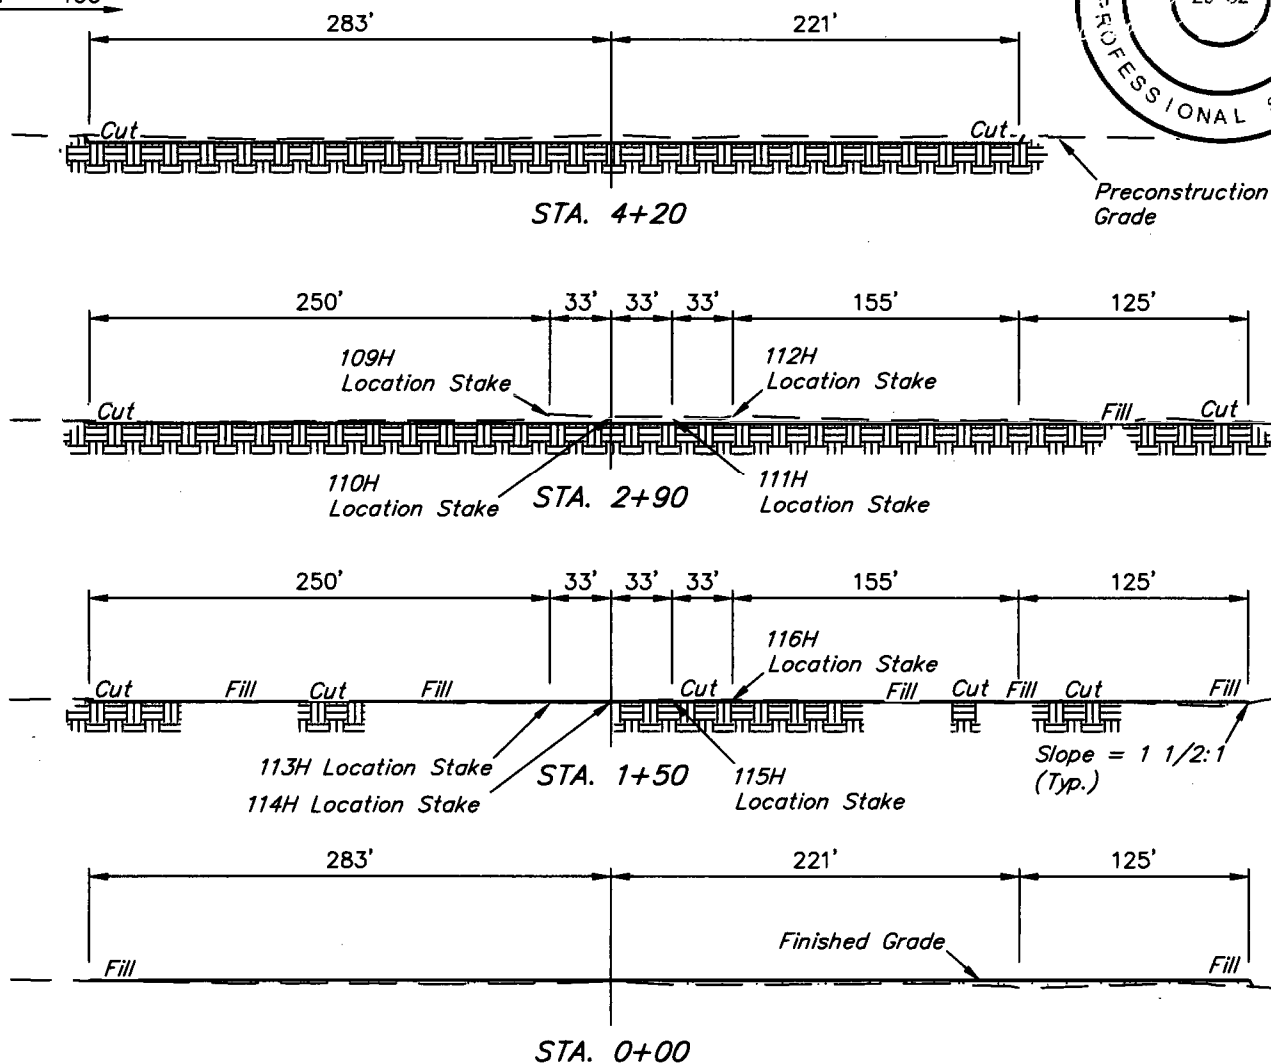 283'
221'
Cut
Cut
PROFESSIONAL
Preconstruction
Grade
STA. 4+20
250'
33'
33'
33'
155'
125'
109H
Location Stake
112H
Location Stake
Cut
Fill
Cut
110H
Location Stake
STA. 2+90
111H
Location Stake
250'
33'
33'
33'
155'
125'
116H
Location Stake
Cut
Fill
Cut
Fill
Cut
Fill
Cut
Fill
Cut
Fill
113H Location Stake
114H Location Stake
STA. 1+50
115H
Location Stake
Slope = 1 1/2:1
(Typ.)
283'
221'
125'
Finished Grade
Fill
Fill
STA. 0+00